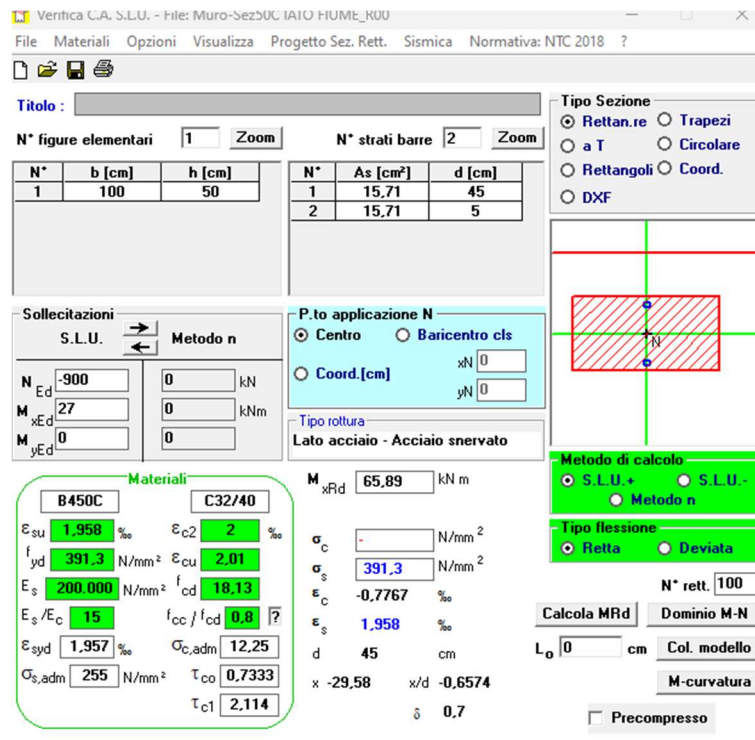 Verifica C.A. S.L.U. - File: Muro-Sez50C IATO FIUME_R00
File Materiali Opzioni Visualizza Progetto Sez. Rett. Sismica Normativa: NTC 2018 ?
Titolo :
N° figure elementari 1 Zoom
N° strati barre 2 Zoom
N° b [cm] h [cm]
1 100 50
N° As [cm²] d [cm]
1 15,71 45
2 15,71 5
Tipo Sezione
Rettan.re Trapezi
a T Circolare
Rettangoli Coord.
DXF
N
Sollecitazioni
S.L.U. Metodo n
N Ed -900 0 kN
M xEd 27 0 kNm
M yEd 0 0
P.to applicazione N
Centro Baricentro cls
Coord.[cm] xN 0
yN 0
Tipo rottura
Lato acciaio - Acciaio snervato
Materiali
B450C C32/40
εsu 1,958 ‰ εc2 2 ‰
fyd 391,3 N/mm² εcu 2,01
Es 200.000 N/mm² fcd 18,13
Es/Ec 15 fcc / fcd 0,8 ?
εsyd 1,957 ‰ σc,adm 12,25
σs,adm 255 N/mm² τco 0,7333
τc1 2,114
M xRd 65,89 kN m
σc - N/mm²
σs 391,3 N/mm²
εc -0,7767 ‰
εs 1,958 ‰
d 45 cm
x -29,58 x/d -0,6574
δ 0,7
Metodo di calcolo
S.L.U.+ S.L.U.-
Metodo n
Tipo flessione
Retta Deviata
N° rett. 100
Calcola MRd Dominio M-N
Lo 0 cm Col. modello
M-curvatura
Precompresso